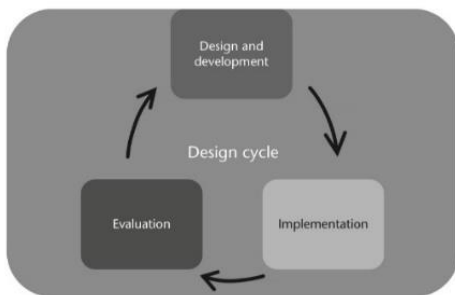 Design and
development
Design cycle
Evaluation
Implementation